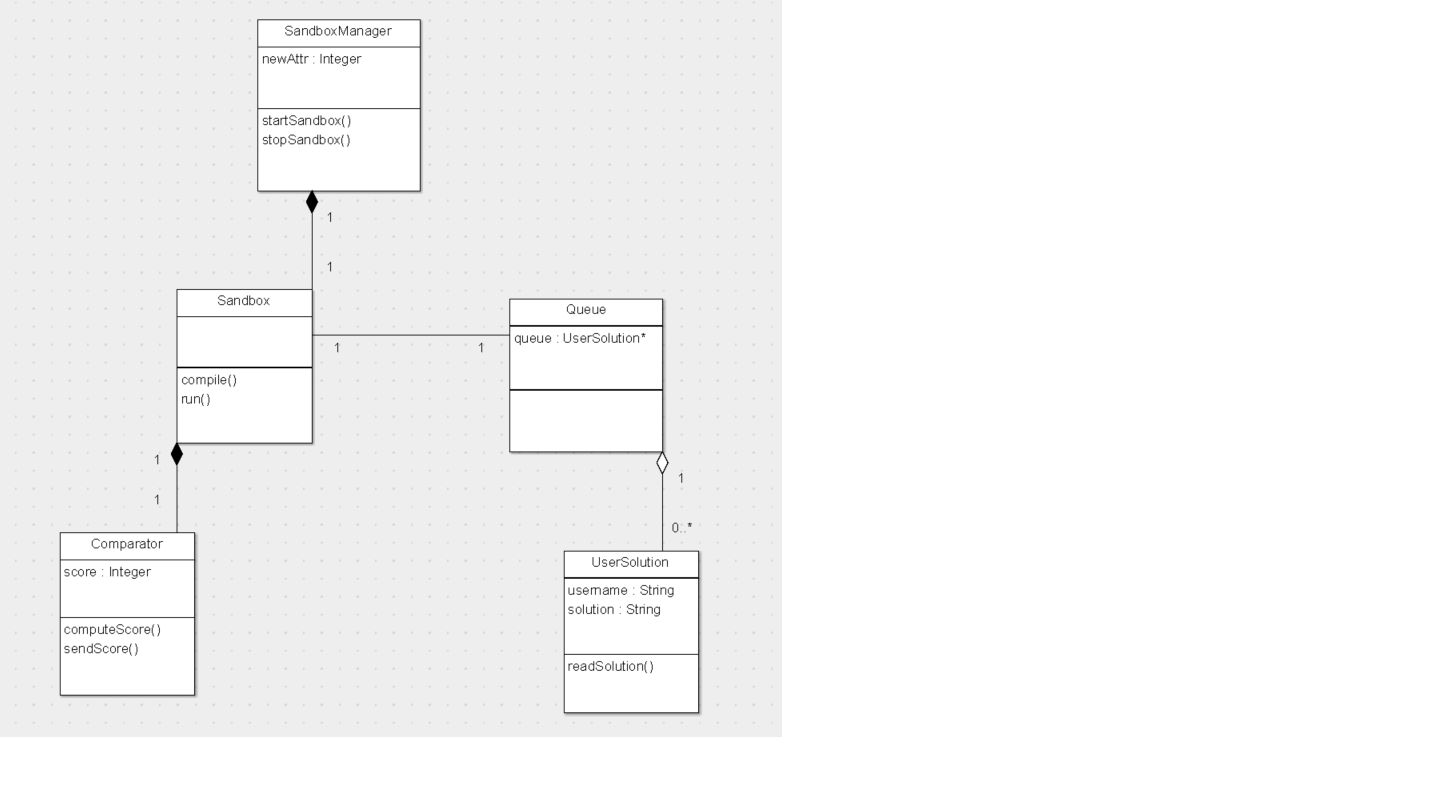 SandboxManager
newAttr : Integer
startSandbox()
stopSandbox()
1
1
Sandbox
compile()
run()
1
1
Queue
queue : UserSolution*
1
1
Comparator
score : Integer
computeScore()
sendScore()
1
0..*
UserSolution
username : String
solution : String
readSolution()